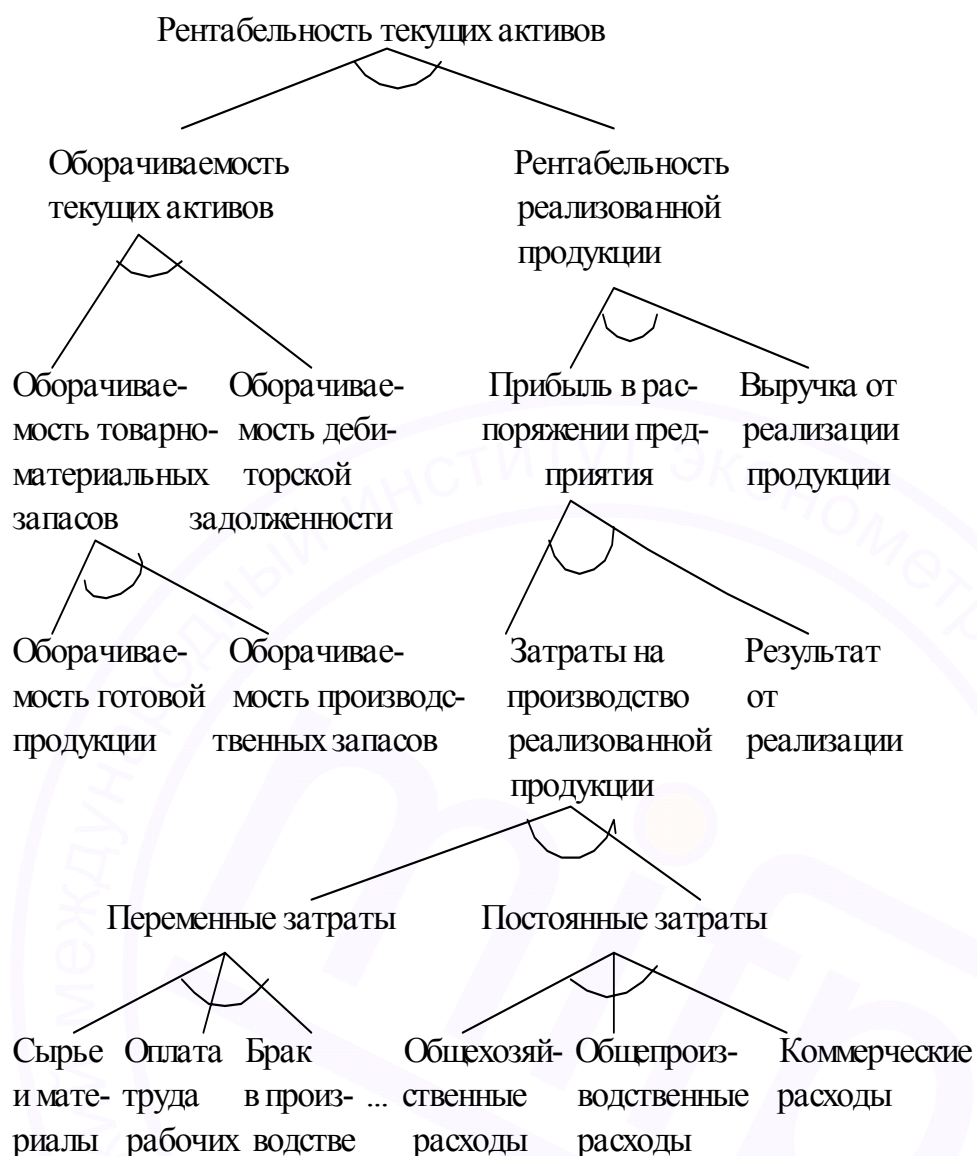 Рентабельность текущих активов
Оборачиваемость
текущих активов
Рентабельность
реализованной
продукции
Оборачивае-
мость товарно-
материальных
запасов
Оборачивае-
мость деби-
торской
задолженности
Прибыль в рас-
поряжении пред-
приятия
Выручка от
реализации
продукции
Оборачивае-
мость готовой
продукции
Оборачивае-
мость производс-
твенных запасов
Затраты на
производство
реализованной
продукции
Результат
от
реализации
Переменные затраты
Постоянные затраты
Сырье
и мате-
риалы
Оплата
труда
рабочих
Брак
в произ-
водстве
...
Общехозяй-
ственные
расходы
Общепроиз-
водственные
расходы
Коммерческие
расходы